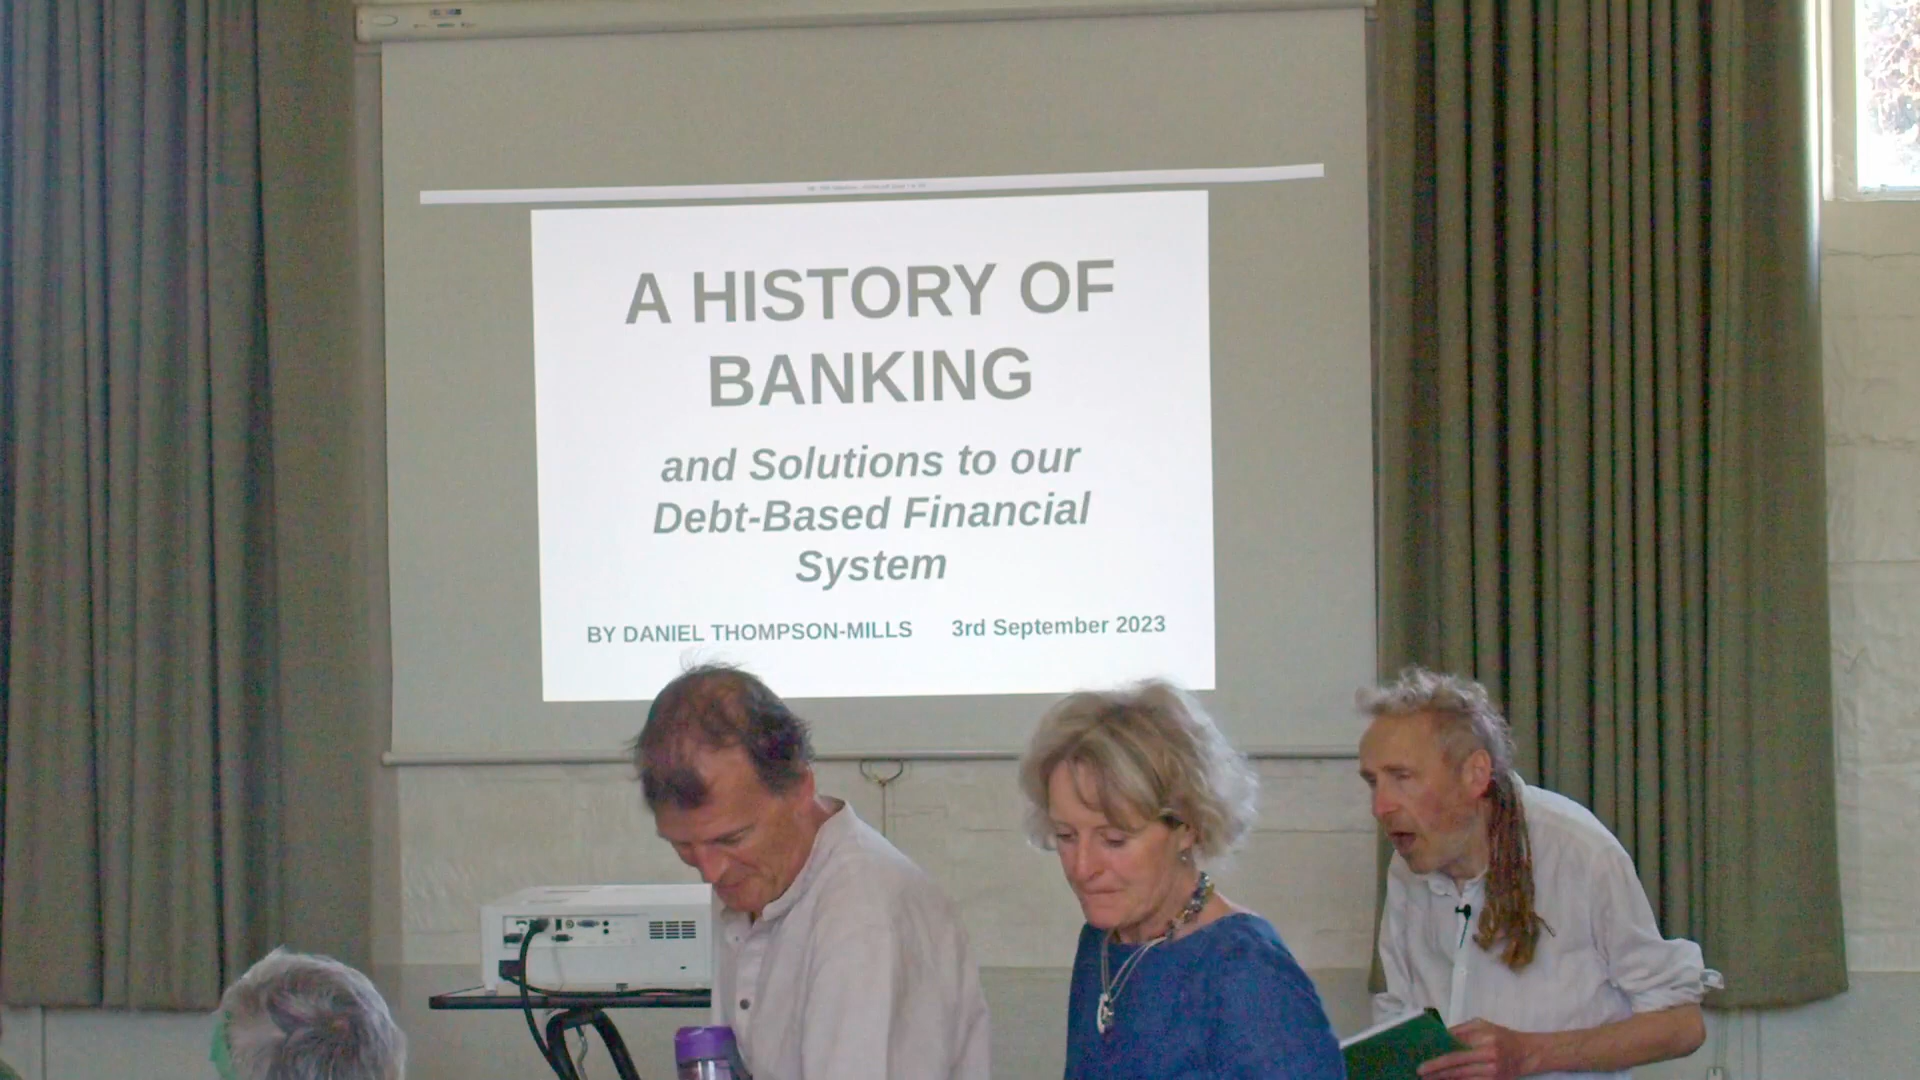 A HISTORY OF
BANKING
and Solutions to our
Debt-Based Financial
System
BY DANIEL THOMPSON-MILLS 3rd September 2023